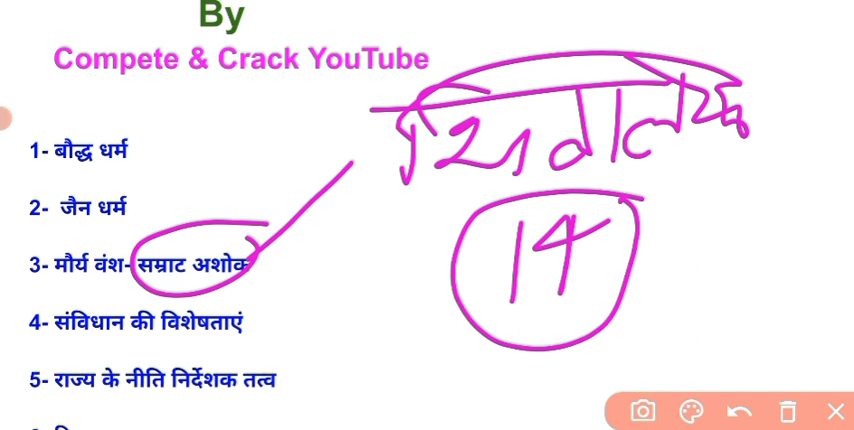 By
Compete & Crack YouTube
शिवालेख
1- बौद्ध धर्म
2- जैन धर्म
3- मौर्य वंश- सम्राट अशोक
14
4- संविधान की विशेषताएं
5- राज्य के नीति निर्देशक तत्व